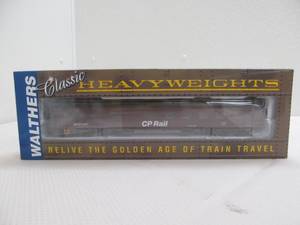 WALTHERS
Classic
HEAVYWEIGHTS
CP Rail
RELIVE THE GOLDEN AGE OF TRAIN TRAVEL